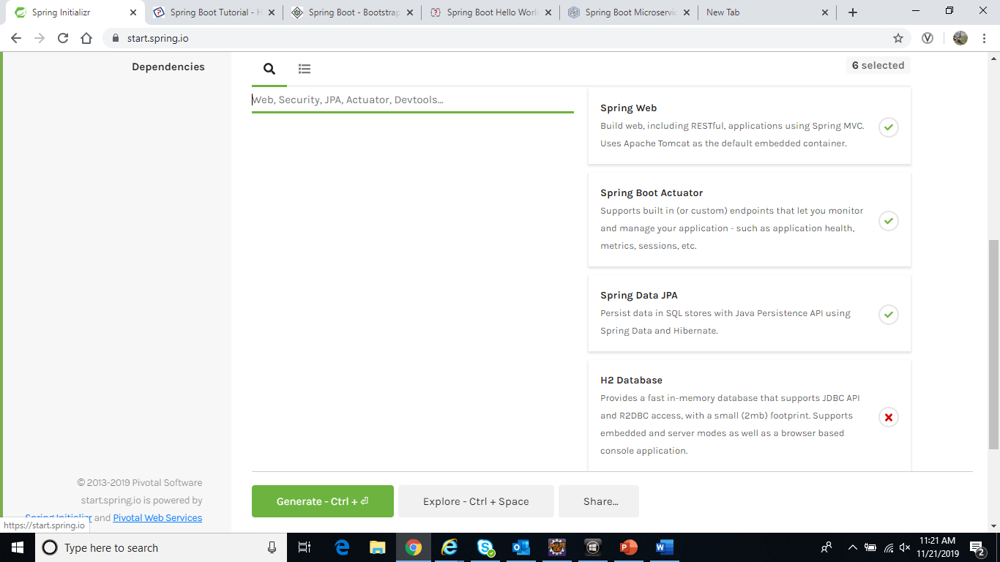 Spring Initializr
Spring Boot Tutorial - H
Spring Boot - Bootstrap
Spring Boot Hello World
Spring Boot Microservic
New Tab
start.spring.io
Dependencies
6 selected
Web, Security, JPA, Actuator, Devtools...
Spring Web
Build web, including RESTful, applications using Spring MVC.
Uses Apache Tomcat as the default embedded container.
Spring Boot Actuator
Supports built in (or custom) endpoints that let you monitor
and manage your application - such as application health,
metrics, sessions, etc.
Spring Data JPA
Persist data in SQL stores with Java Persistence API using
Spring Data and Hibernate.
H2 Database
Provides a fast in-memory database that supports JDBC API
and R2DBC access, with a small (2mb) footprint. Supports
embedded and server modes as well as a browser based
console application.
© 2013-2019 Pivotal Software
start.spring.io is powered by
Spring Initializr and Pivotal Web Services
https://start.spring.io
Generate - Ctrl + ⏎
Explore - Ctrl + Space
Share...
Type here to search
11:21 AM
11/21/2019
2